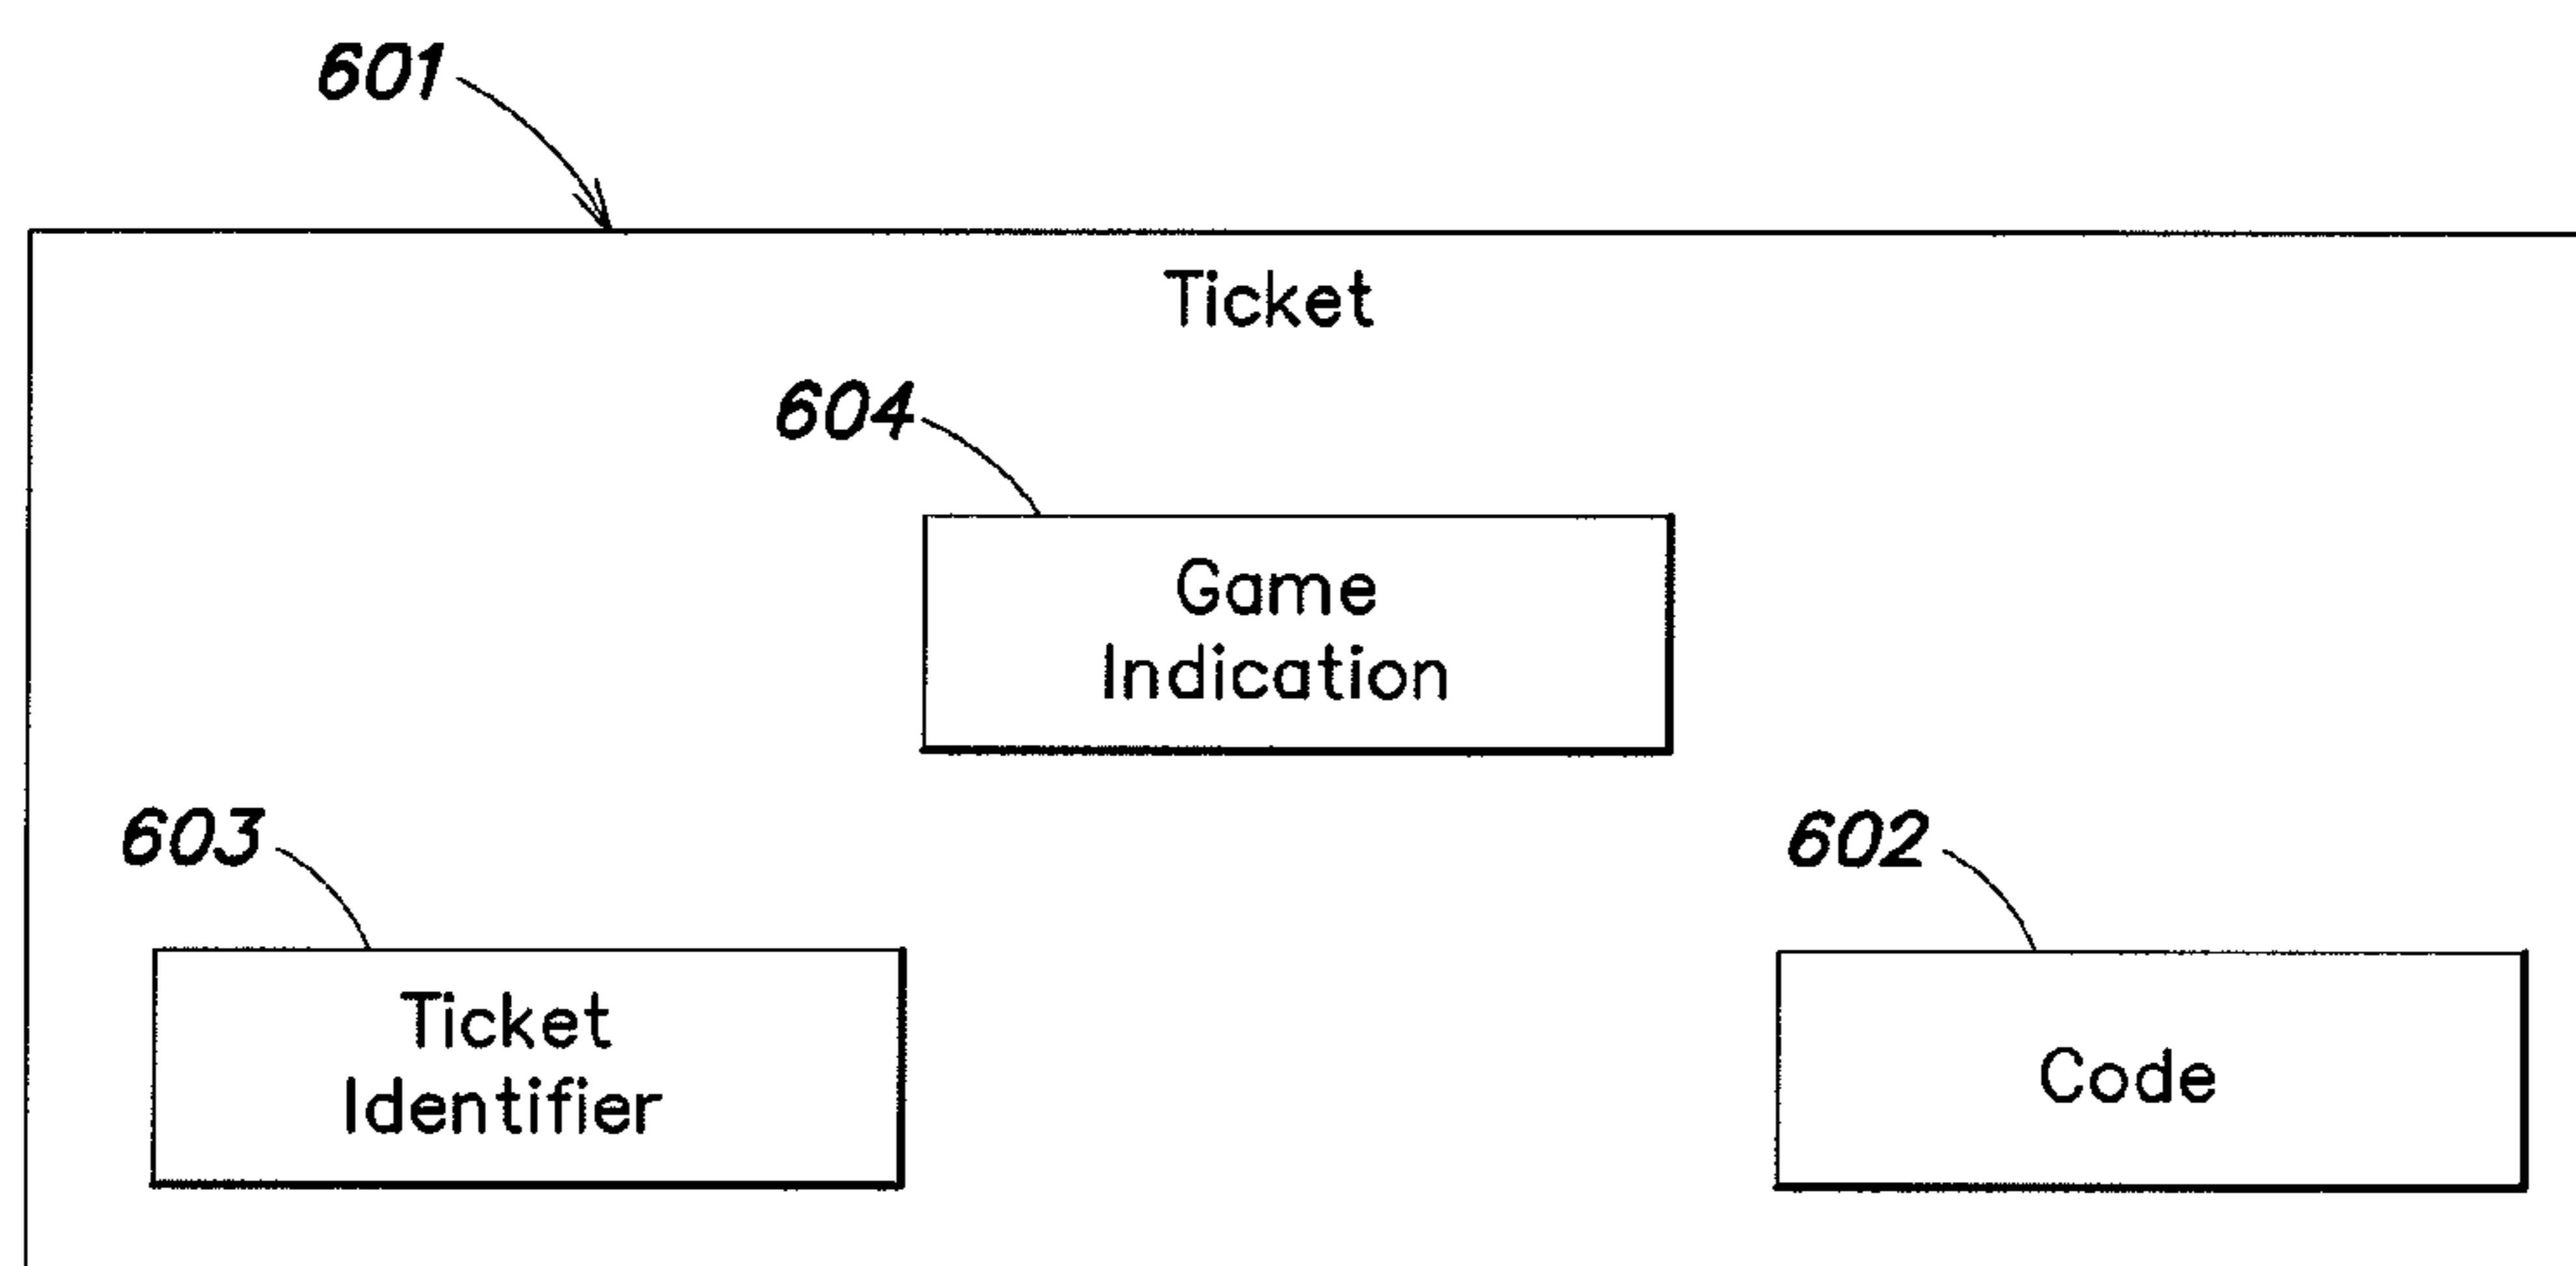 601
Ticket
604
Game
Indication
603
602
Ticket
Identifier
Code